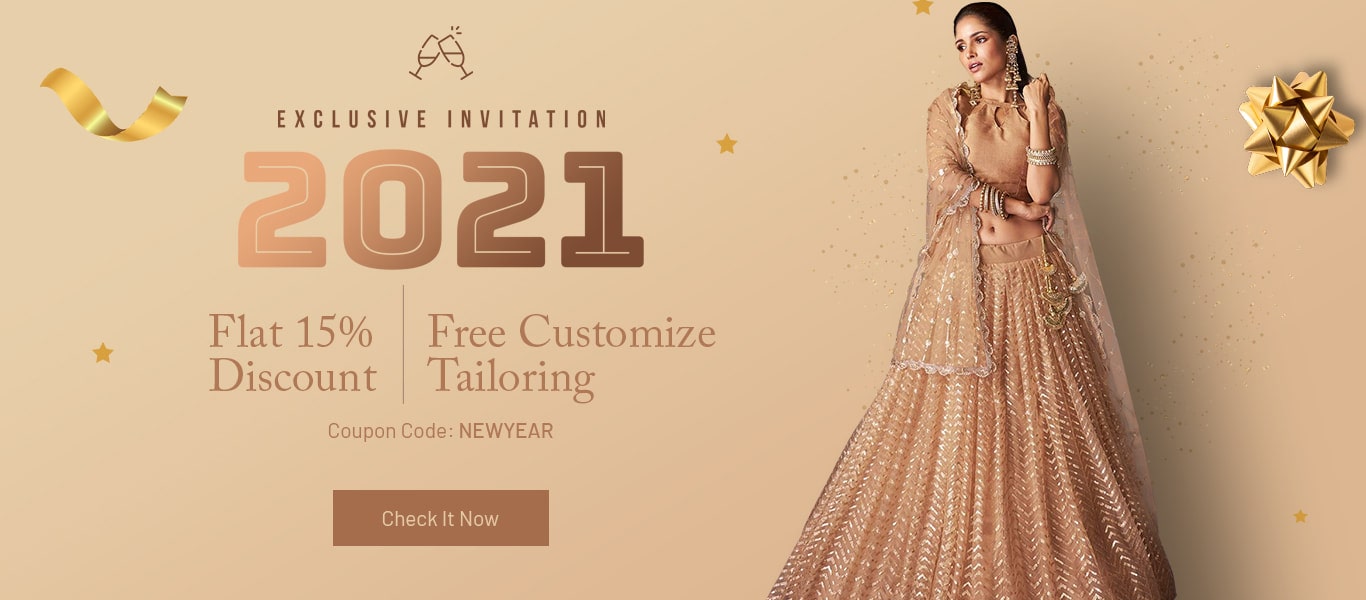 EXCLUSIVE INVITATION
2021
Flat 15%
Discount
Free Customize
Tailoring
Coupon Code: NEWYEAR
Check It Now